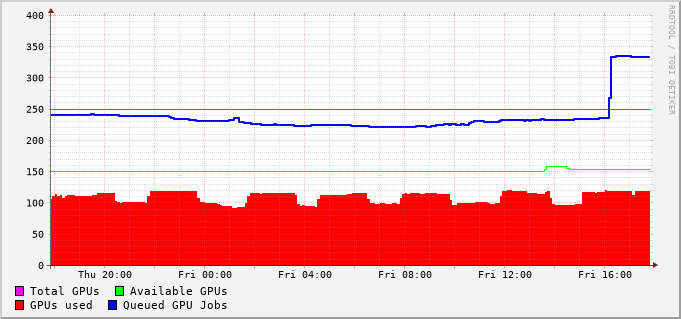 400
350
300
250
200
150
100
50
0
Thu 20:00 Fri 00:00 Fri 04:00 Fri 08:00 Fri 12:00 Fri 16:00
Total GPUs Available GPUs
GPUs used Queued GPU Jobs
RRDTOOL / TOBI OETIKER